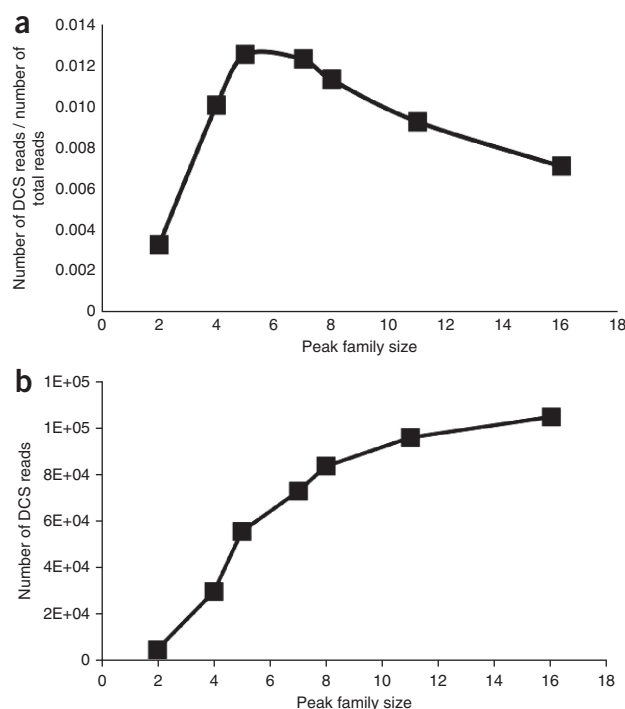 a
0.014
0.012
0.010
0.008
0.006
0.004
0.002
0
Number of DCS reads / number of
total reads
0 2 4 6 8 10 12 14 16 18
Peak family size
b
1E+05
1E+05
8E+04
6E+04
4E+04
2E+04
0
Number of DCS reads
0 2 4 6 8 10 12 14 16 18
Peak family size